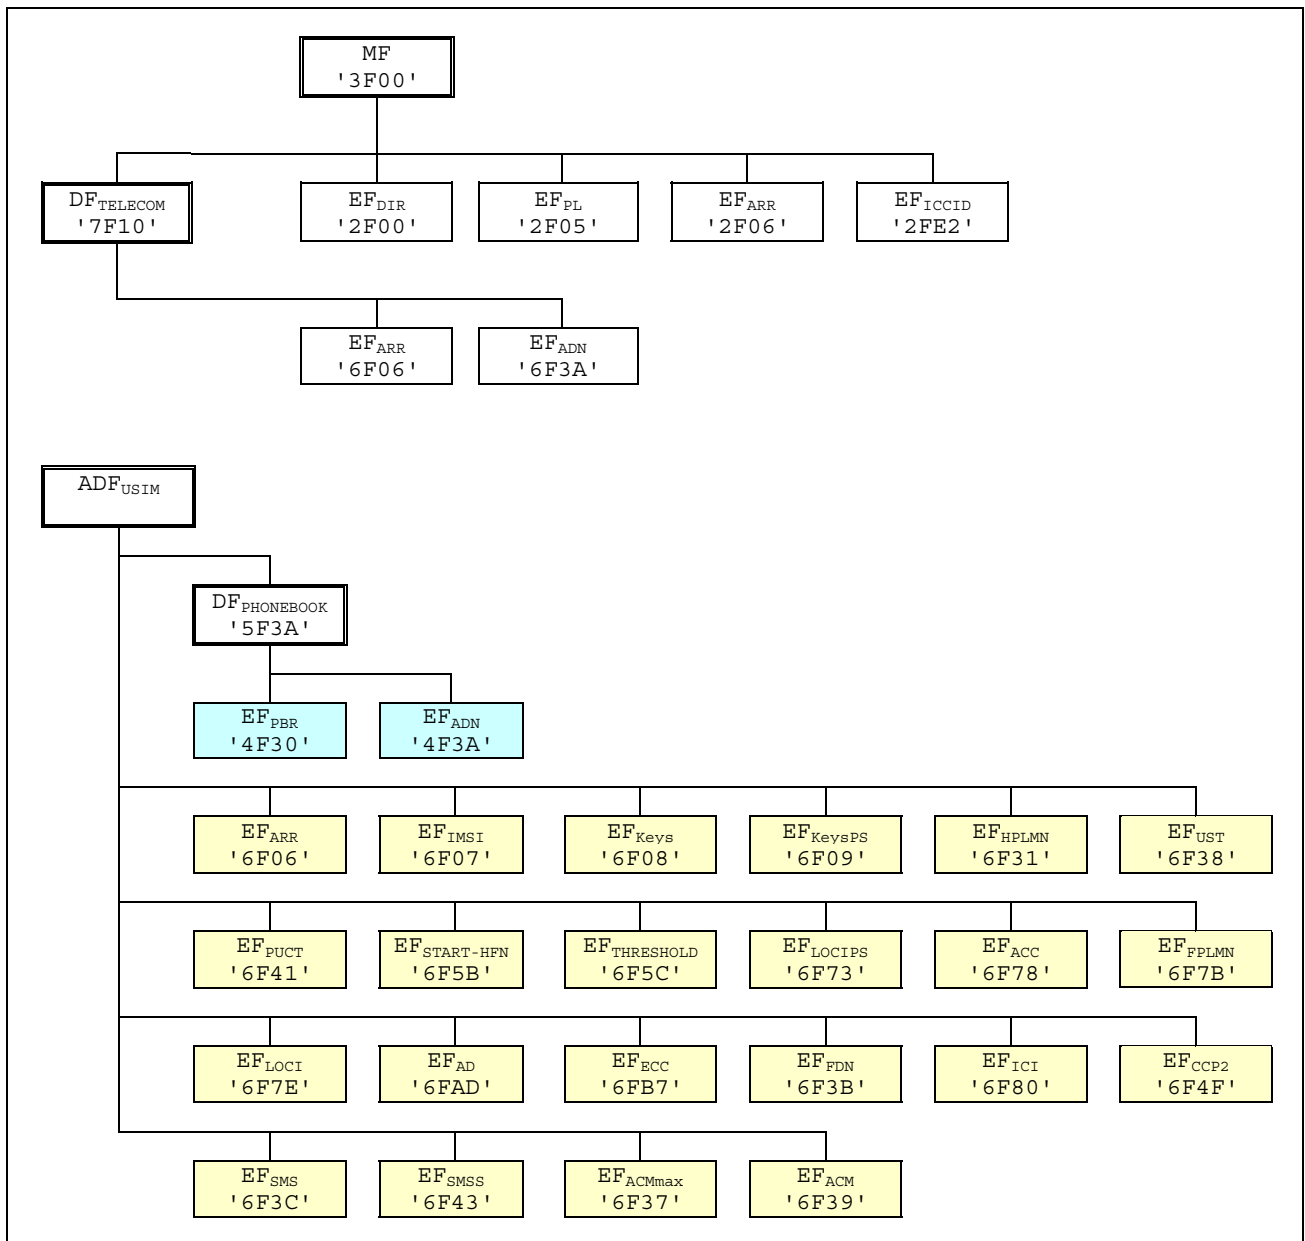 MF
'3F00'
DFTELECOM
'7F10'
EFDIR
'2F00'
EFPL
'2F05'
EFARR
'2F06'
EFICCID
'2FE2'
EFARR
'6F06'
EFADN
'6F3A'
ADFUSIM
DFPHONEBOOK
'5F3A'
EFPBR
'4F30'
EFADN
'4F3A'
EFARR
'6F06'
EFIMSI
'6F07'
EFKeys
'6F08'
EFKeysPS
'6F09'
EFHPLMN
'6F31'
EFUST
'6F38'
EFPUCT
'6F41'
EFSTART-HFN
'6F5B'
EFTHRESHOLD
'6F5C'
EFLOCIPS
'6F73'
EFACC
'6F78'
EFFPLMN
'6F7B'
EFLOCI
'6F7E'
EFAD
'6FAD'
EFECC
'6FB7'
EFFDN
'6F3B'
EFICI
'6F80'
EFCCP2
'6F4F'
EFSMS
'6F3C'
EFSMSS
'6F43'
EFACMmax
'6F37'
EFACM
'6F39'